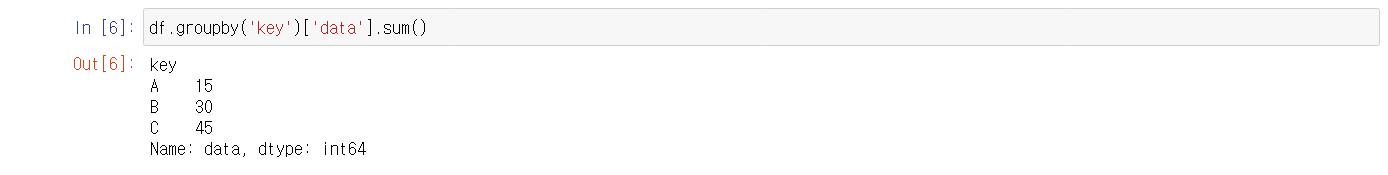 In [6]: df.groupby('key')['data'].sum()
Out[6]: key
A    15
B    30
C    45
Name: data, dtype: int64